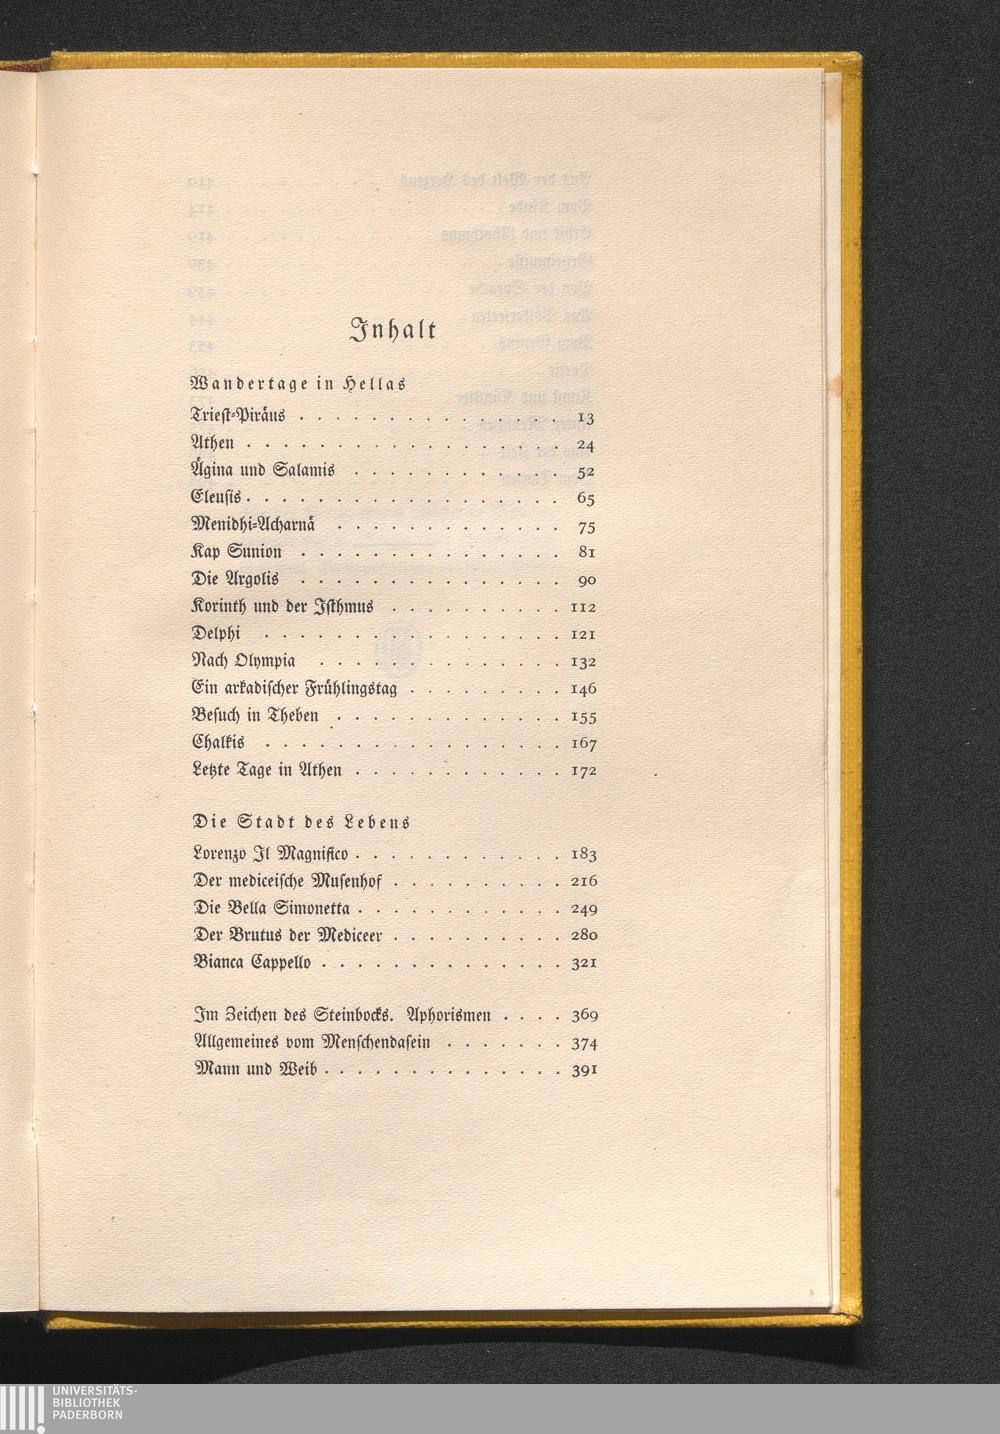 Inhalt
Wandertage in Hellas
Triest-Piräus . . . . . . . . . . . . . . . 13
Athen . . . . . . . . . . . . . . . . . . 24
Ägina und Salamis . . . . . . . . . . . . 52
Eleusis . . . . . . . . . . . . . . . . . . 65
Menidhi-Acharnä . . . . . . . . . . . . . 75
Kap Sunion . . . . . . . . . . . . . . . 81
Die Argolis . . . . . . . . . . . . . . . 90
Korinth und der Isthmus . . . . . . . . . . 112
Delphi . . . . . . . . . . . . . . . . . 121
Nach Olympia . . . . . . . . . . . . . . 132
Ein arkadischer Frühlingstag . . . . . . . . . 146
Besuch in Theben . . . . . . . . . . . . . 155
Chalkis . . . . . . . . . . . . . . . . . 167
Letzte Tage in Athen . . . . . . . . . . . . 172
Die Stadt des Lebens
Lorenzo Il Magnifico . . . . . . . . . . . . 183
Der mediceische Musenhof . . . . . . . . . . 216
Die Bella Simonetta . . . . . . . . . . . . 249
Der Brutus der Mediceer . . . . . . . . . . 280
Bianca Cappello . . . . . . . . . . . . . . 321
Im Zeichen des Steinbocks. Aphorismen . . . . 369
Allgemeines vom Menschendasein . . . . . . . 374
Mann und Weib . . . . . . . . . . . . . . 391
UNIVERSITÄTS-
BIBLIOTHEK
PADERBORN